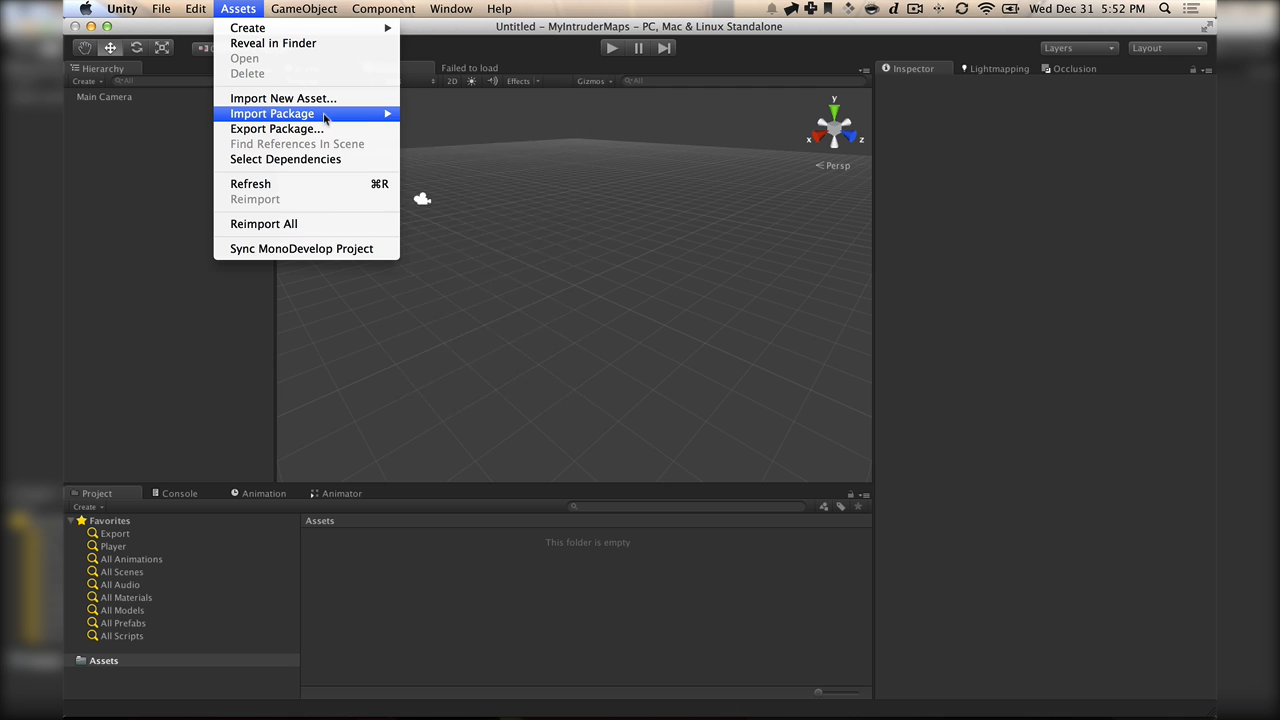 Unity File Edit Assets GameObject Component Window Help Wed Dec 31 5:52 PM
Untitled - MyIntruderMaps - PC, Mac & Linux Standalone
Layers Layout
Create
Reveal in Finder
Open
Delete
Import New Asset...
Import Package
Export Package...
Find References In Scene
Select Dependencies
Refresh ⌘R
Reimport
Reimport All
Sync MonoDevelop Project
Hierarchy
Create All
Main Camera
Failed to load
2D Effects Gizmos All
y
x z
Persp
Inspector Lightmapping Occlusion
Project Console Animation Animator
Create
Favorites
Export
Player
All Animations
All Scenes
All Audio
All Materials
All Models
All Prefabs
All Scripts
Assets
Assets
This folder is empty